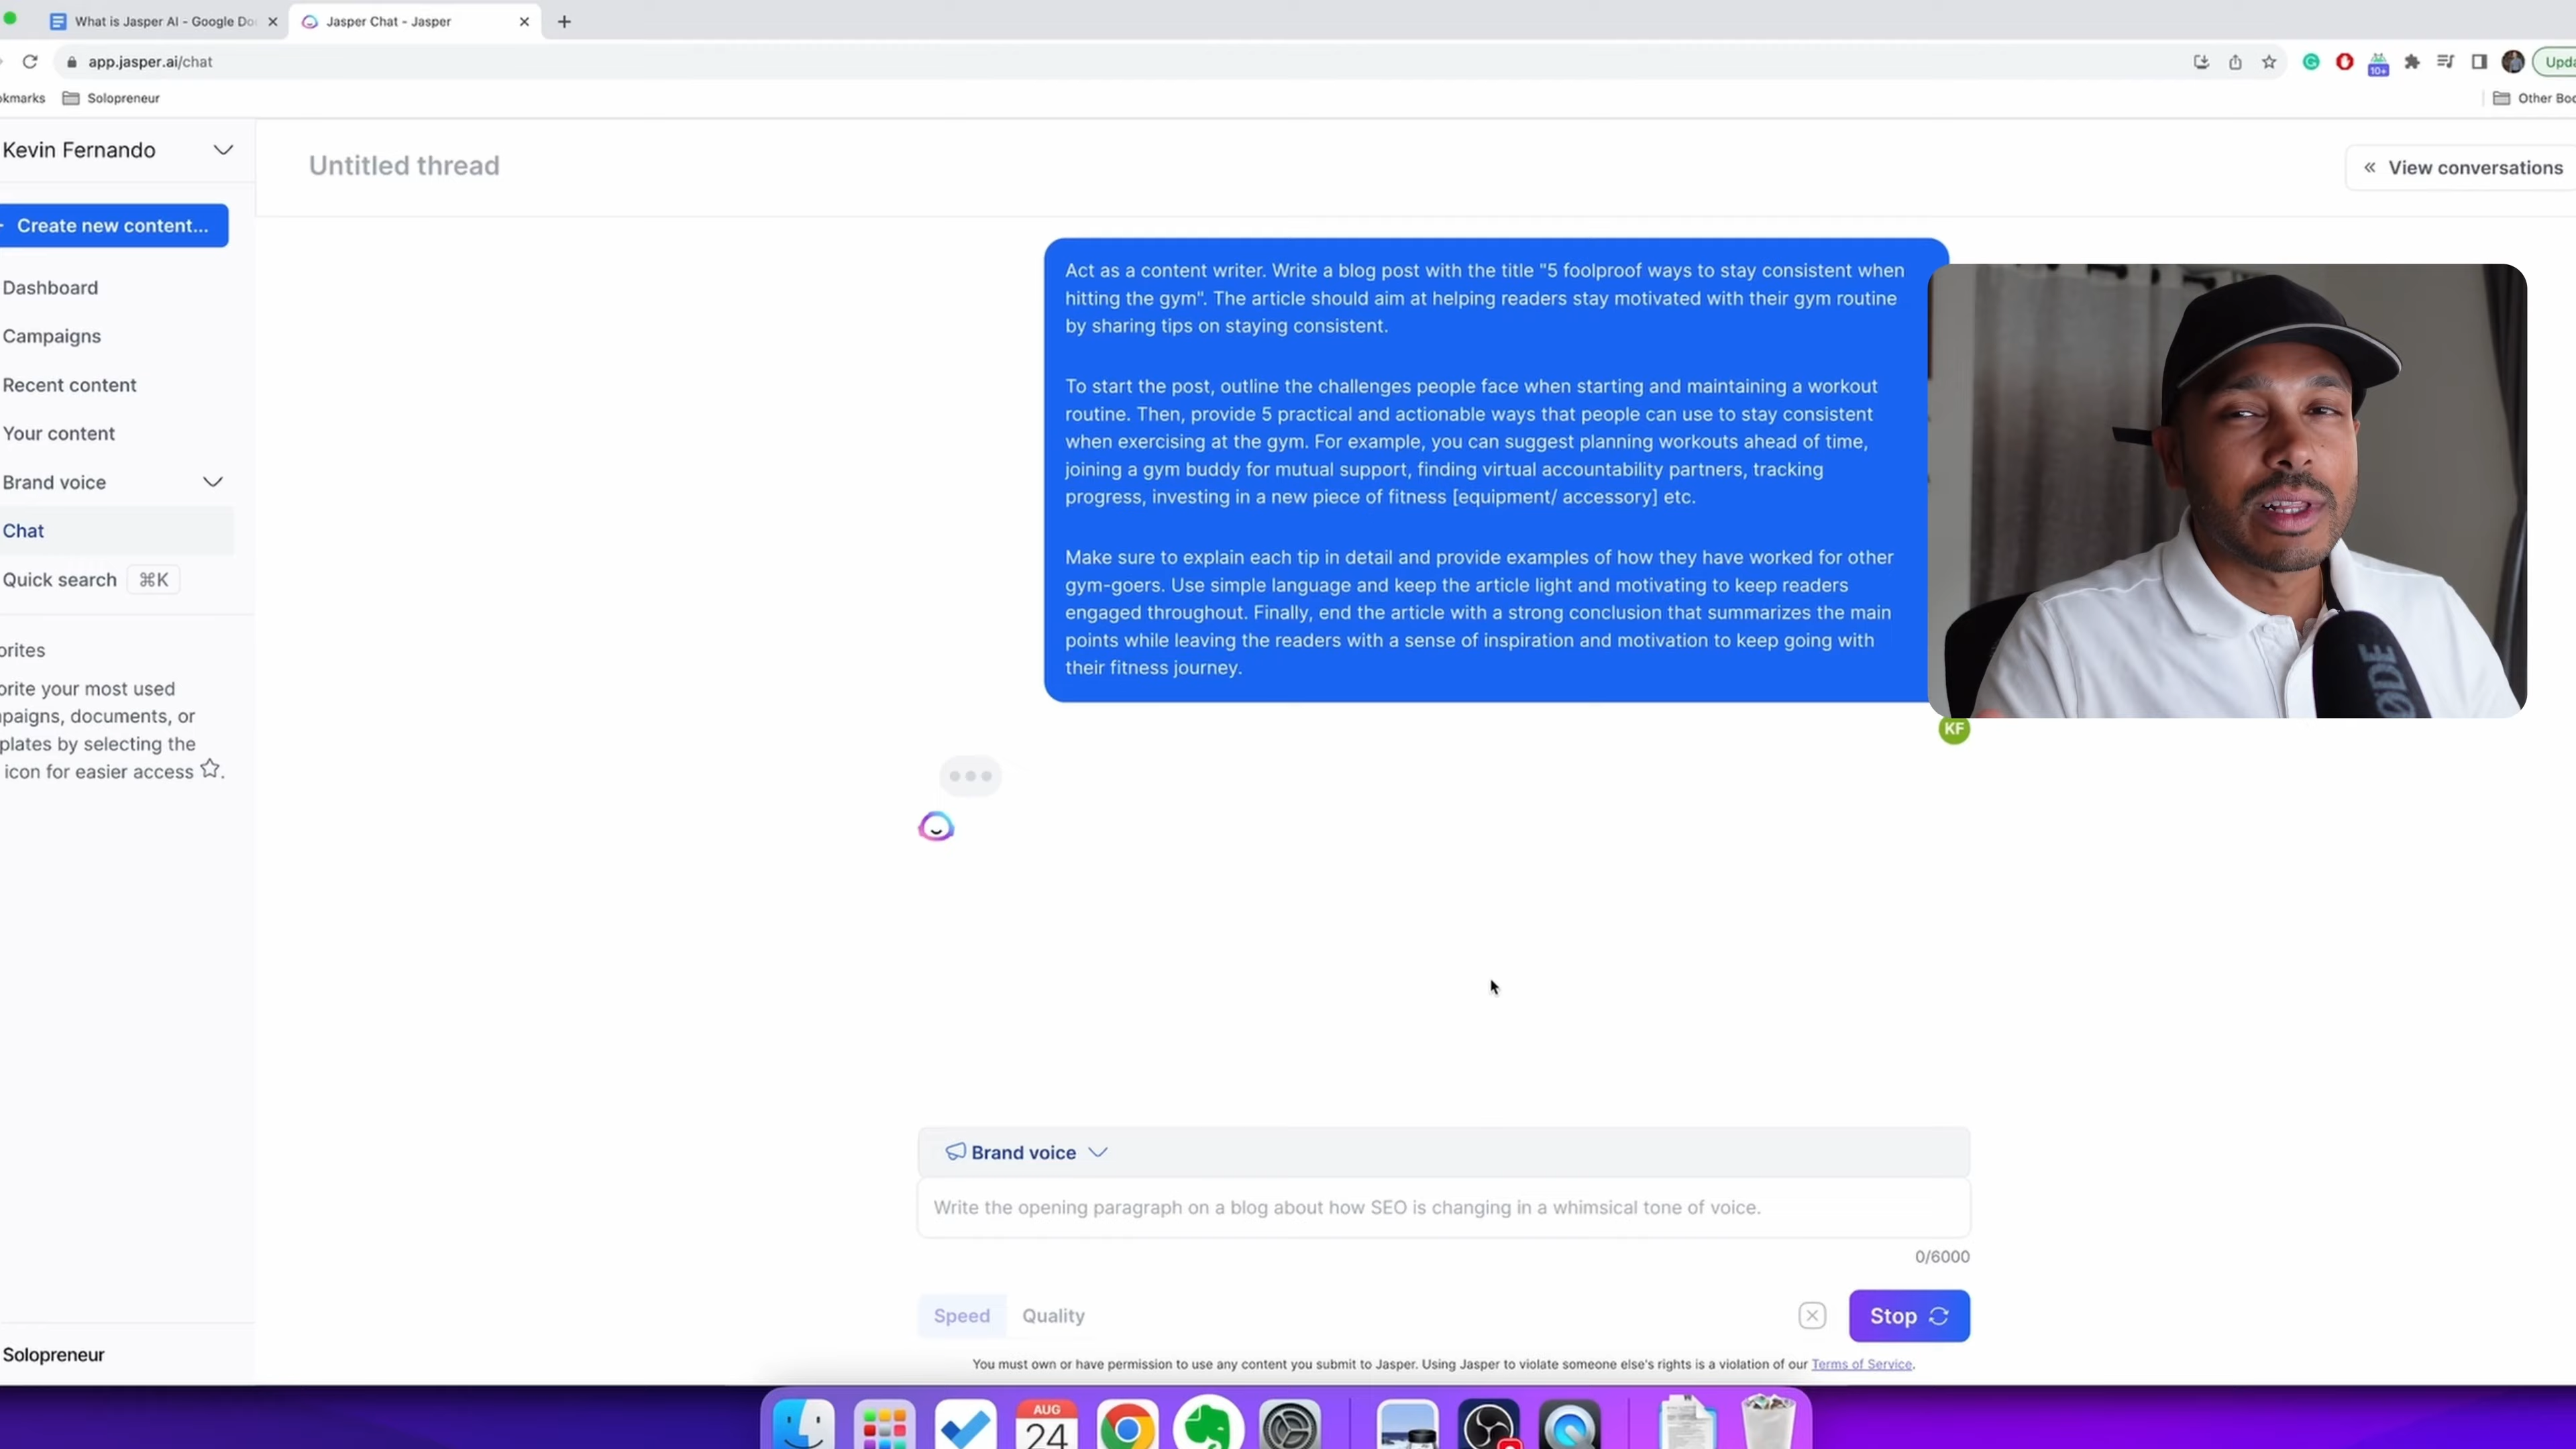 What is Jasper AI - Google Do
Jasper Chat - Jasper
app.jasper.ai/chat
10+
Upda
okmarks
Solopreneur
Other Boo
Kevin Fernando
Untitled thread
View conversations
Create new content...
Dashboard
Campaigns
Recent content
Your content
Brand voice
Chat
Quick search ⌘K
orites
orite your most used
paigns, documents, or
plates by selecting the
icon for easier access ☆.
Act as a content writer. Write a blog post with the title "5 foolproof ways to stay consistent when
hitting the gym". The article should aim at helping readers stay motivated with their gym routine
by sharing tips on staying consistent.
To start the post, outline the challenges people face when starting and maintaining a workout
routine. Then, provide 5 practical and actionable ways that people can use to stay consistent
when exercising at the gym. For example, you can suggest planning workouts ahead of time,
joining a gym buddy for mutual support, finding virtual accountability partners, tracking
progress, investing in a new piece of fitness [equipment/ accessory] etc.
Make sure to explain each tip in detail and provide examples of how they have worked for other
gym-goers. Use simple language and keep the article light and motivating to keep readers
engaged throughout. Finally, end the article with a strong conclusion that summarizes the main
points while leaving the readers with a sense of inspiration and motivation to keep going with
their fitness journey.
RØDE
KF
Brand voice
Write the opening paragraph on a blog about how SEO is changing in a whimsical tone of voice.
0/6000
Speed Quality
Stop
You must own or have permission to use any content you submit to Jasper. Using Jasper to violate someone else's rights is a violation of our Terms of Service.
Solopreneur
AUG
24